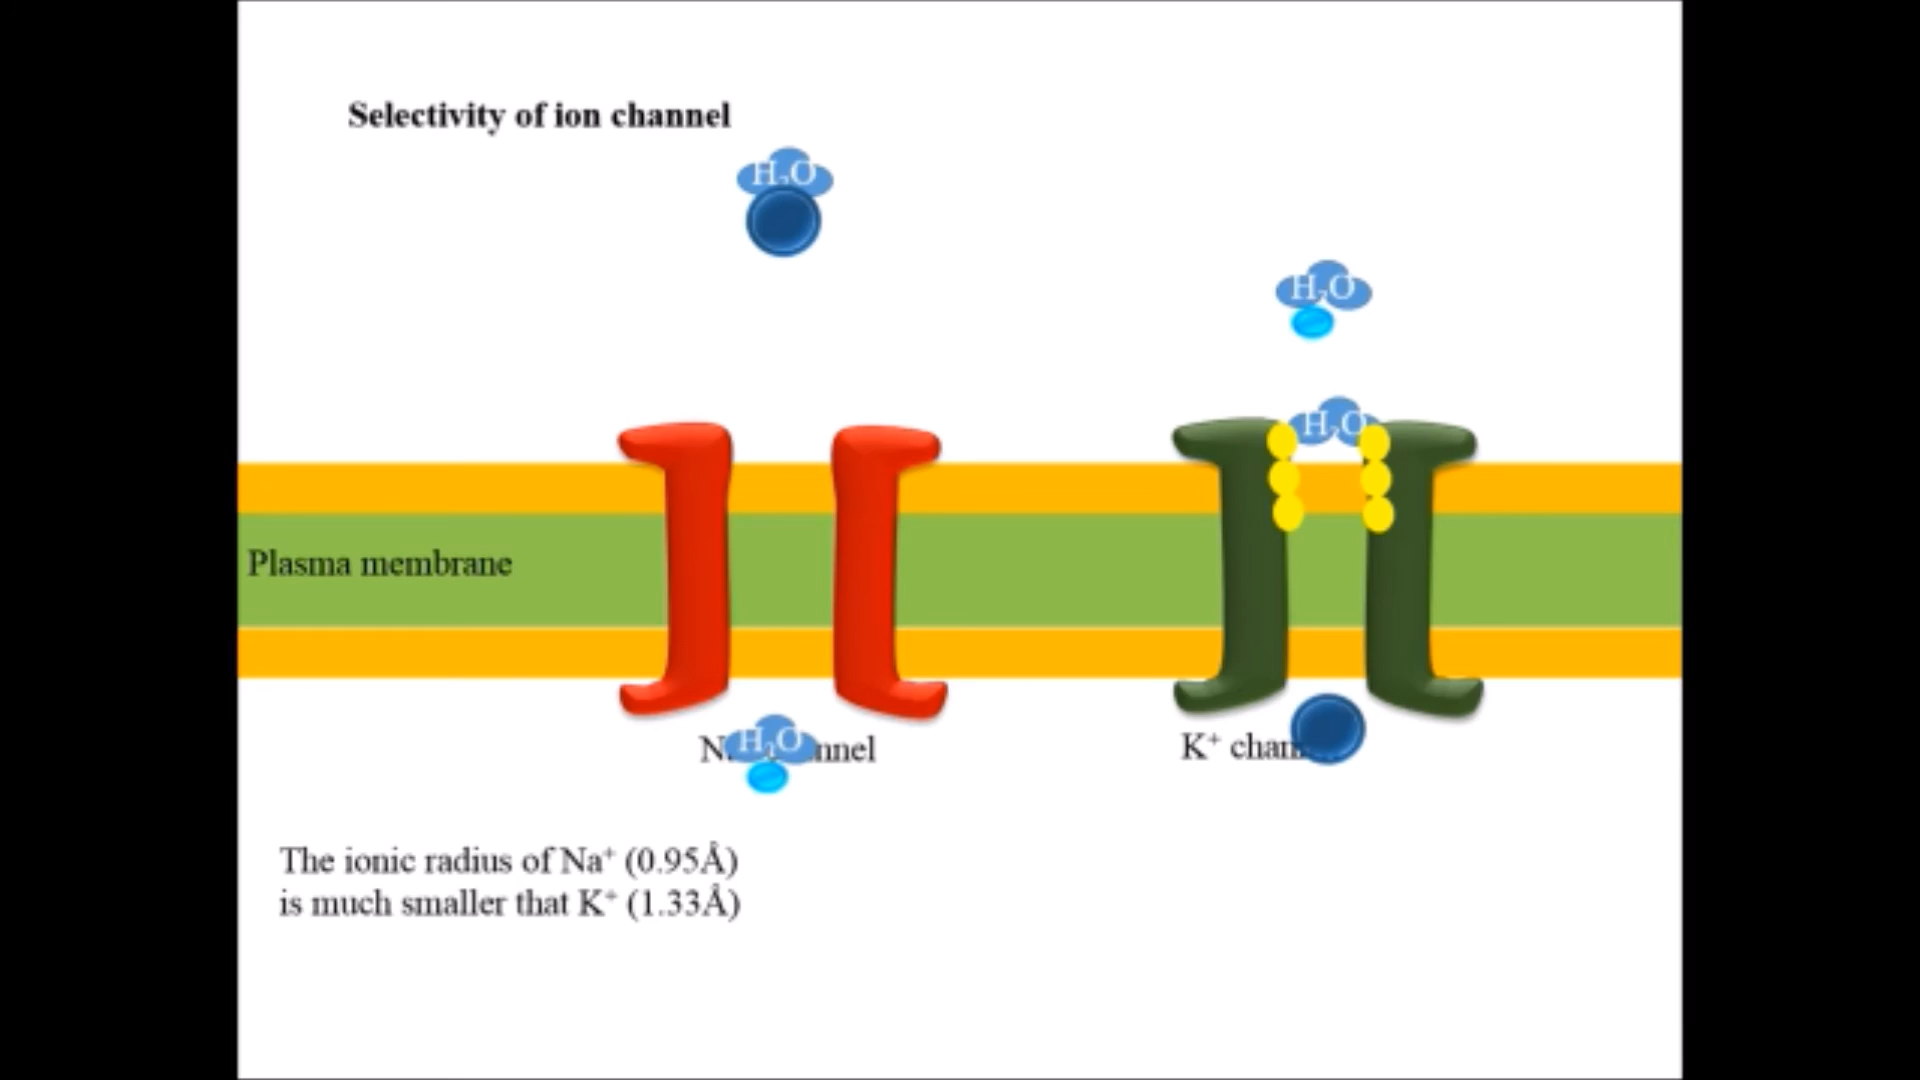 Selectivity of ion channel
H₂O
H₂O
H₂O
Plasma membrane
H₂O
K⁺
The ionic radius of Na⁺ (0.95Å)
is much smaller that K⁺ (1.33Å)